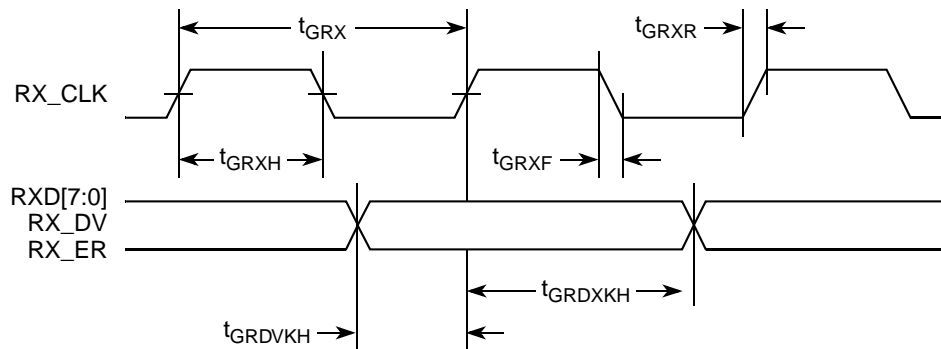 tGRX
tGRXR
RX_CLK
tGRXH
tGRXF
RXD[7:0]
RX_DV
RX_ER
tGRDXKH
tGRDVKH